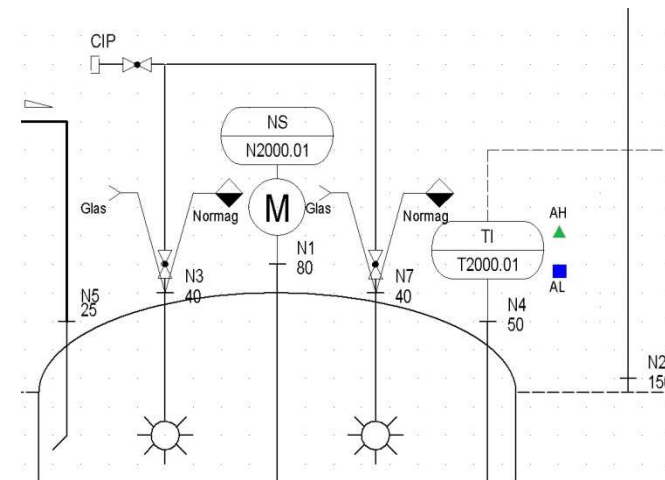 CIP
NS
N2000.01
Glas
Normag
M
Glas
Normag
AH
TI
T2000.01
AL
N1
80
N3
40
N7
40
N5
25
N4
50
N2
150